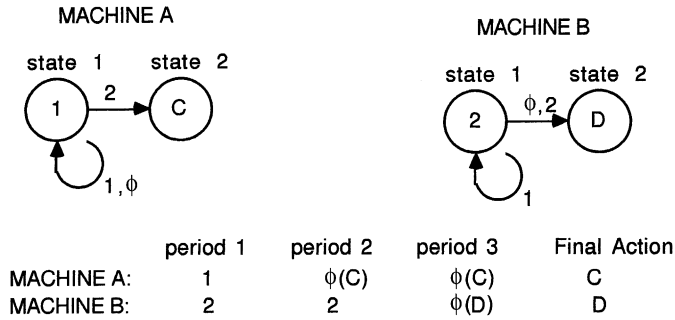 MACHINE A
MACHINE B
state 1 state 2
state 1 state 2
1 2 C
1,ϕ
2 ϕ,2 D
1
period 1 period 2 period 3 Final Action
MACHINE A: 1 ϕ(C) ϕ(C) C
MACHINE B: 2 2 ϕ(D) D